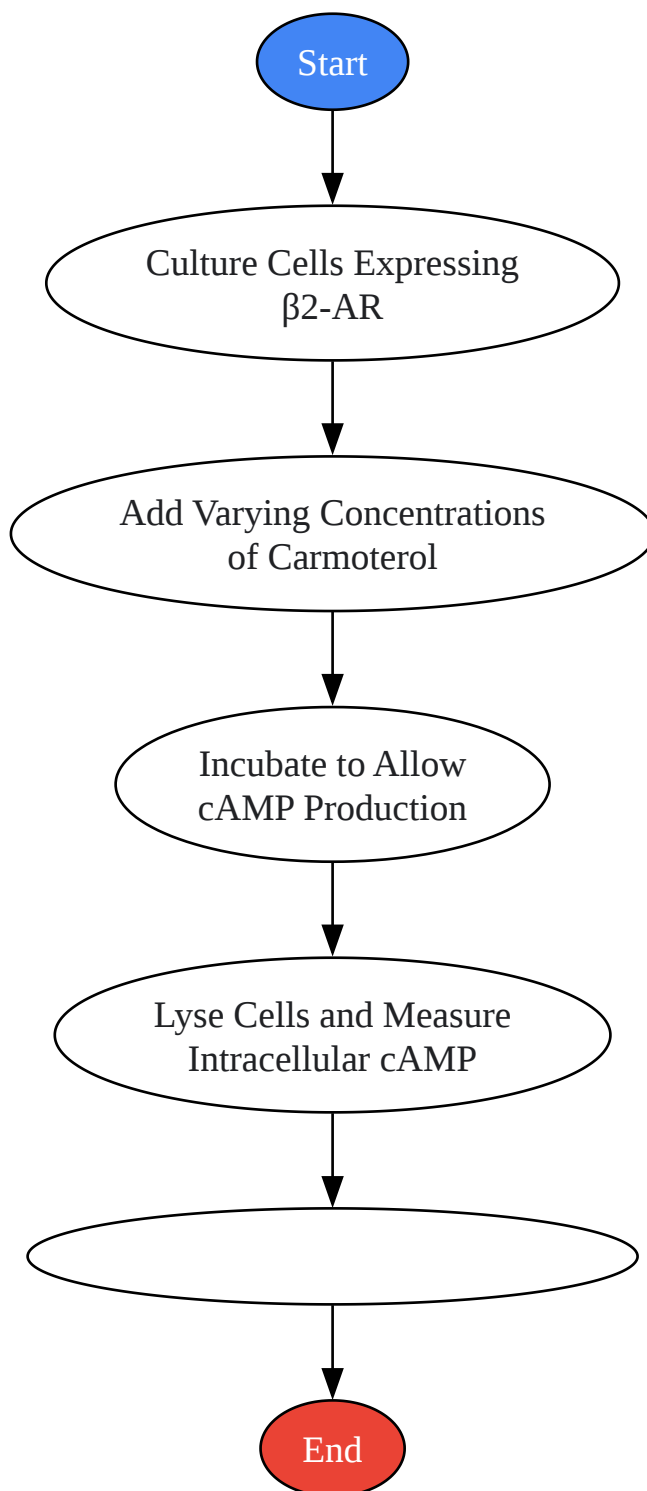 Start
Culture Cells Expressing
β2-AR
Add Varying Concentrations
of Carmoterol
Incubate to Allow
cAMP Production
Lyse Cells and Measure
Intracellular cAMP
End